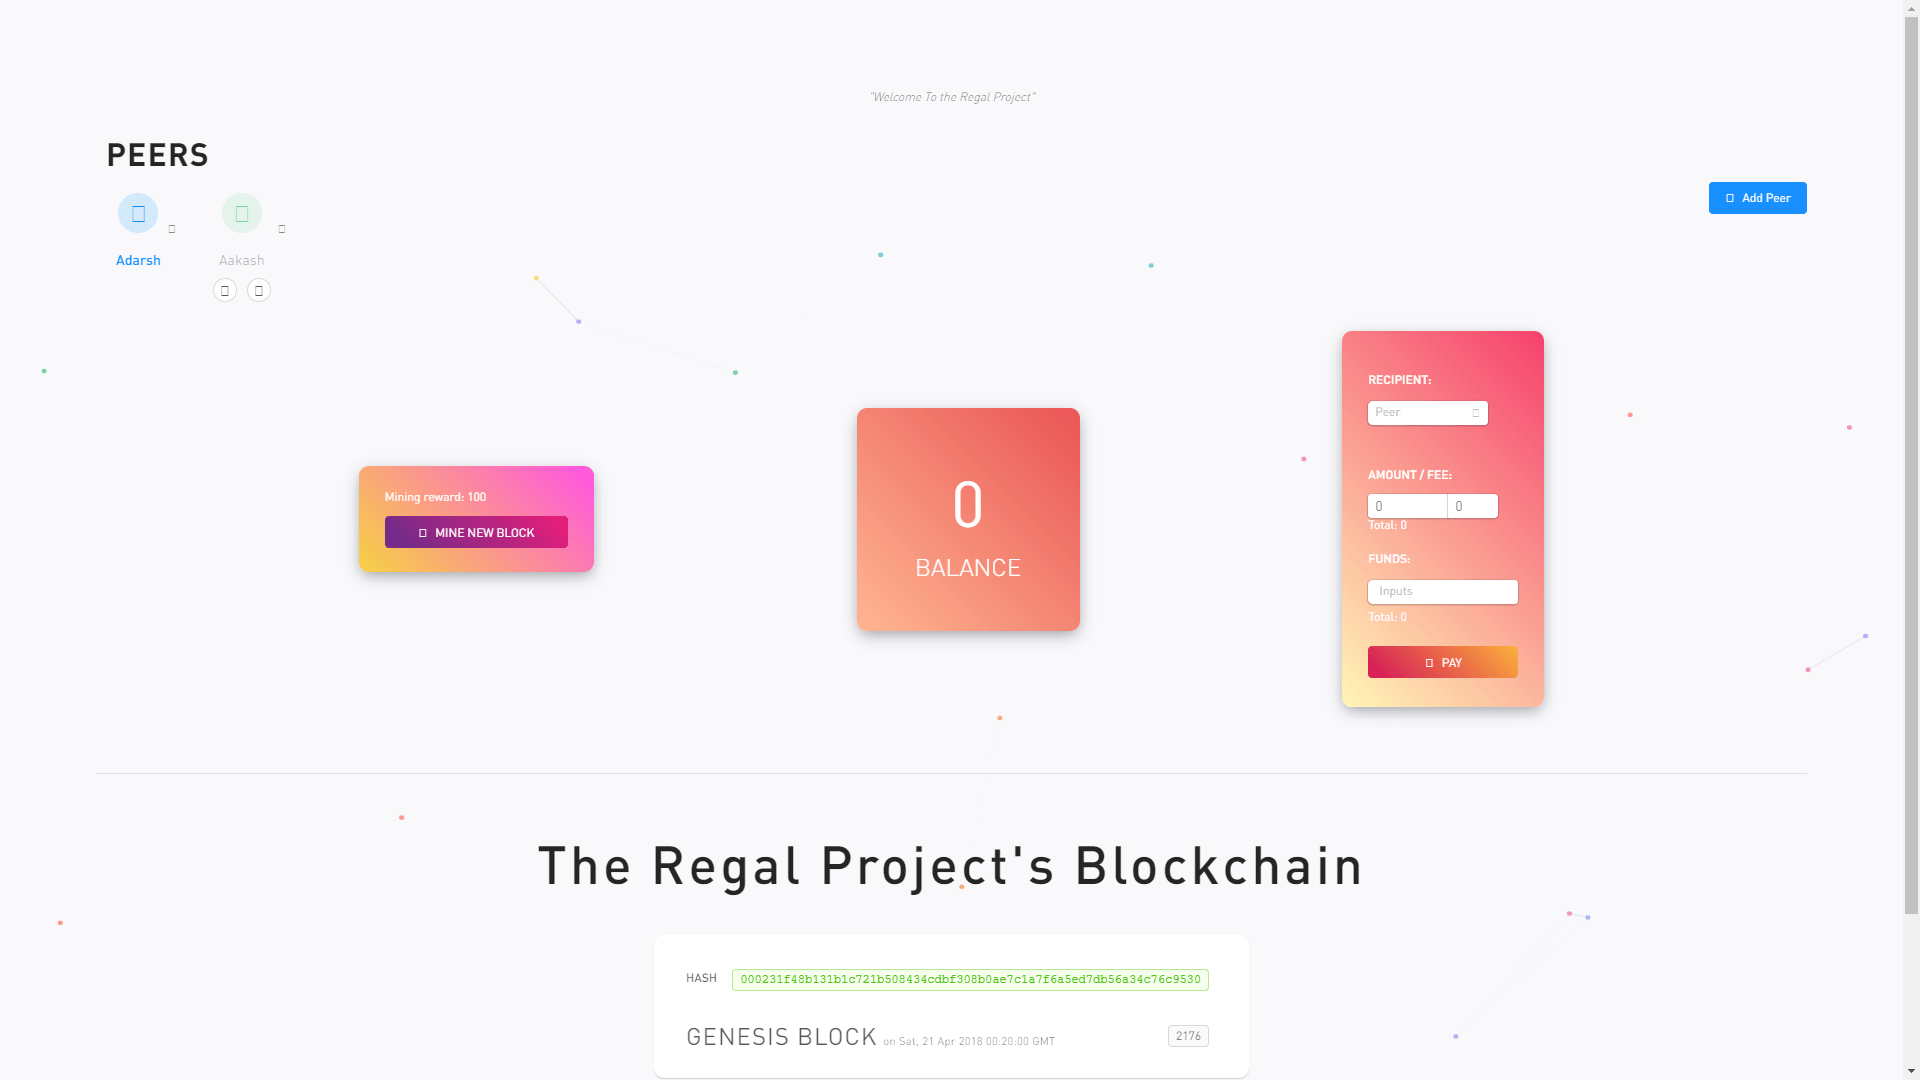 "Welcome To the Regal Project"
PEERS
Add Peer
Adarsh
Aakash
RECIPIENT:
Peer
AMOUNT / FEE:
0 0
Total: 0
FUNDS:
Inputs
Total: 0
PAY
Mining reward: 100
MINE NEW BLOCK
0
BALANCE
The Regal Project's Blockchain
HASH 000231f48b131b1c721b508434cdbf308b0ae7c1a7f6a5ed7db56a34c76c9530
GENESIS BLOCK on Sat, 21 Apr 2018 00:20:00 GMT 2176